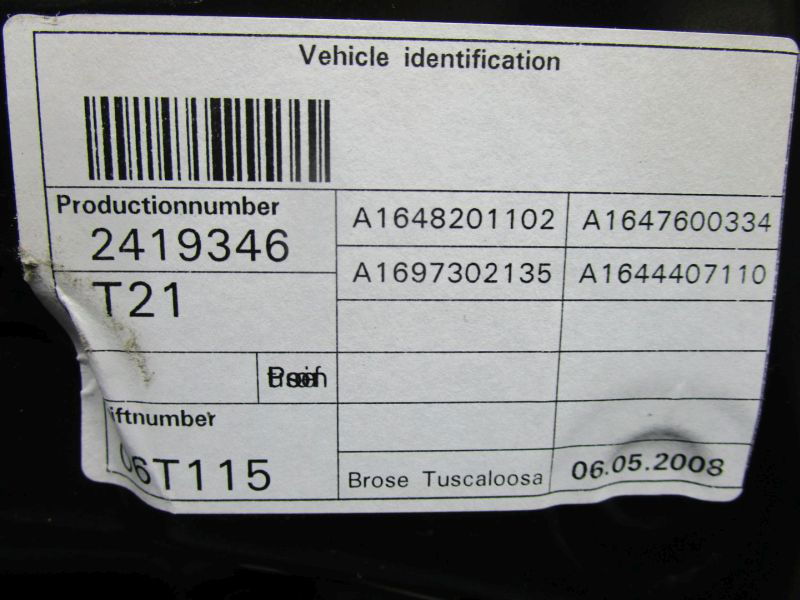 Vehicle identification
Productionnumber
2419346
A1648201102
A1647600334
T21
A1697302135
A1644407110
iftnumber
06T115
Brose Tuscaloosa
06.05.2008